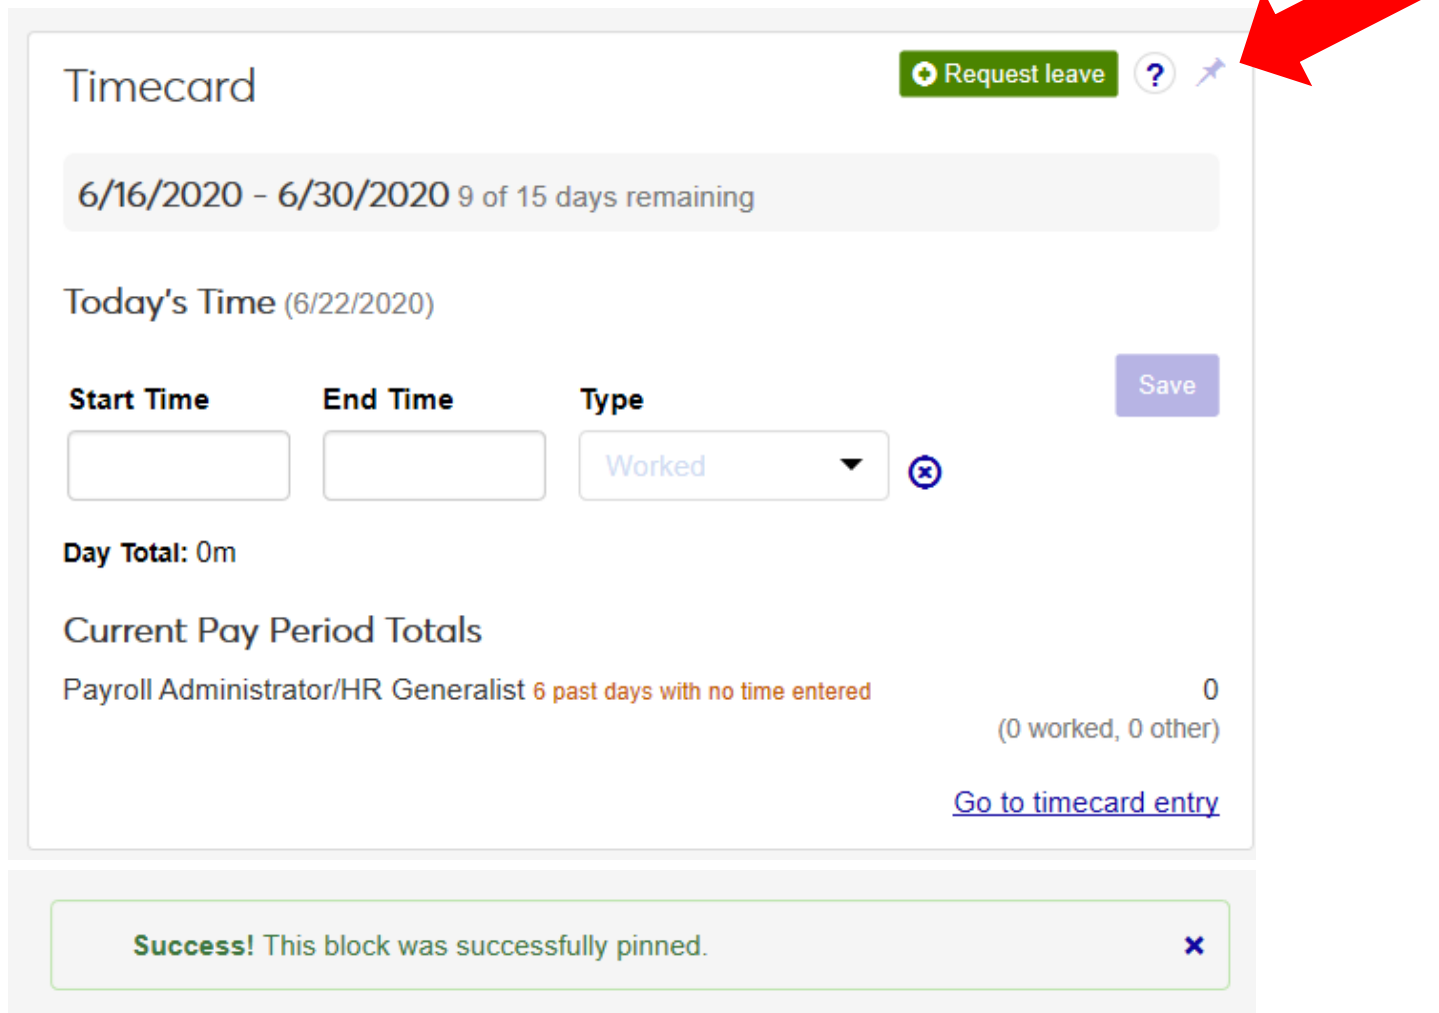 Timecard
Request leave ?
6/16/2020 - 6/30/2020 9 of 15 days remaining
Today's Time (6/22/2020)
Save
Start Time End Time Type
Worked
Day Total: 0m
Current Pay Period Totals
Payroll Administrator/HR Generalist 6 past days with no time entered 0
(0 worked, 0 other)
Go to timecard entry
Success! This block was successfully pinned.